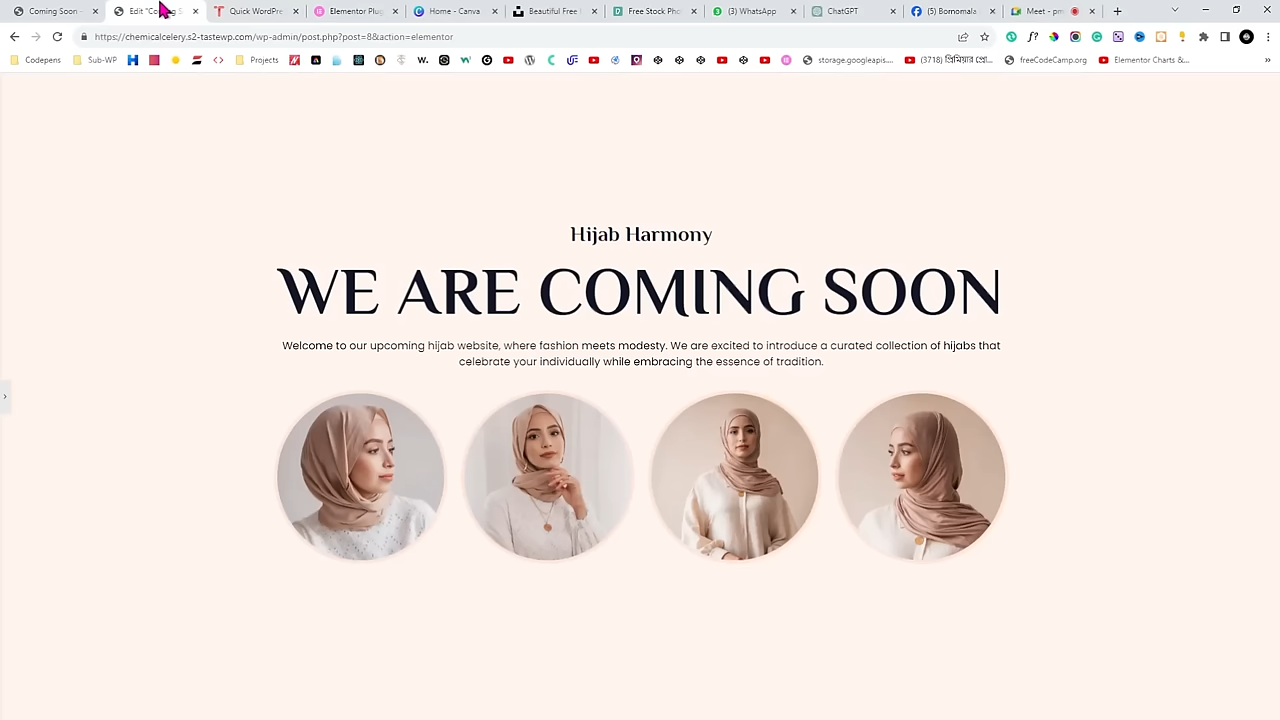 Coming Soon –
Edit "Coming S
Quick WordPre
Elementor Plug
Home - Canva
Beautiful Free I
Free Stock Pho
(3) WhatsApp
ChatGPT
(5) Bornomala
Meet - pm
https://chemicalcelery.s2-tastewp.com/wp-admin/post.php?post=8&action=elementor
Codepens
Sub-WP
Projects
storage.googleapis....
freeCodeCamp.org
Elementor Charts &...
Hijab Harmony
WE ARE COMING SOON
Welcome to our upcoming hijab website, where fashion meets modesty. We are excited to introduce a curated collection of hijabs that
celebrate your individually while embracing the essence of tradition.